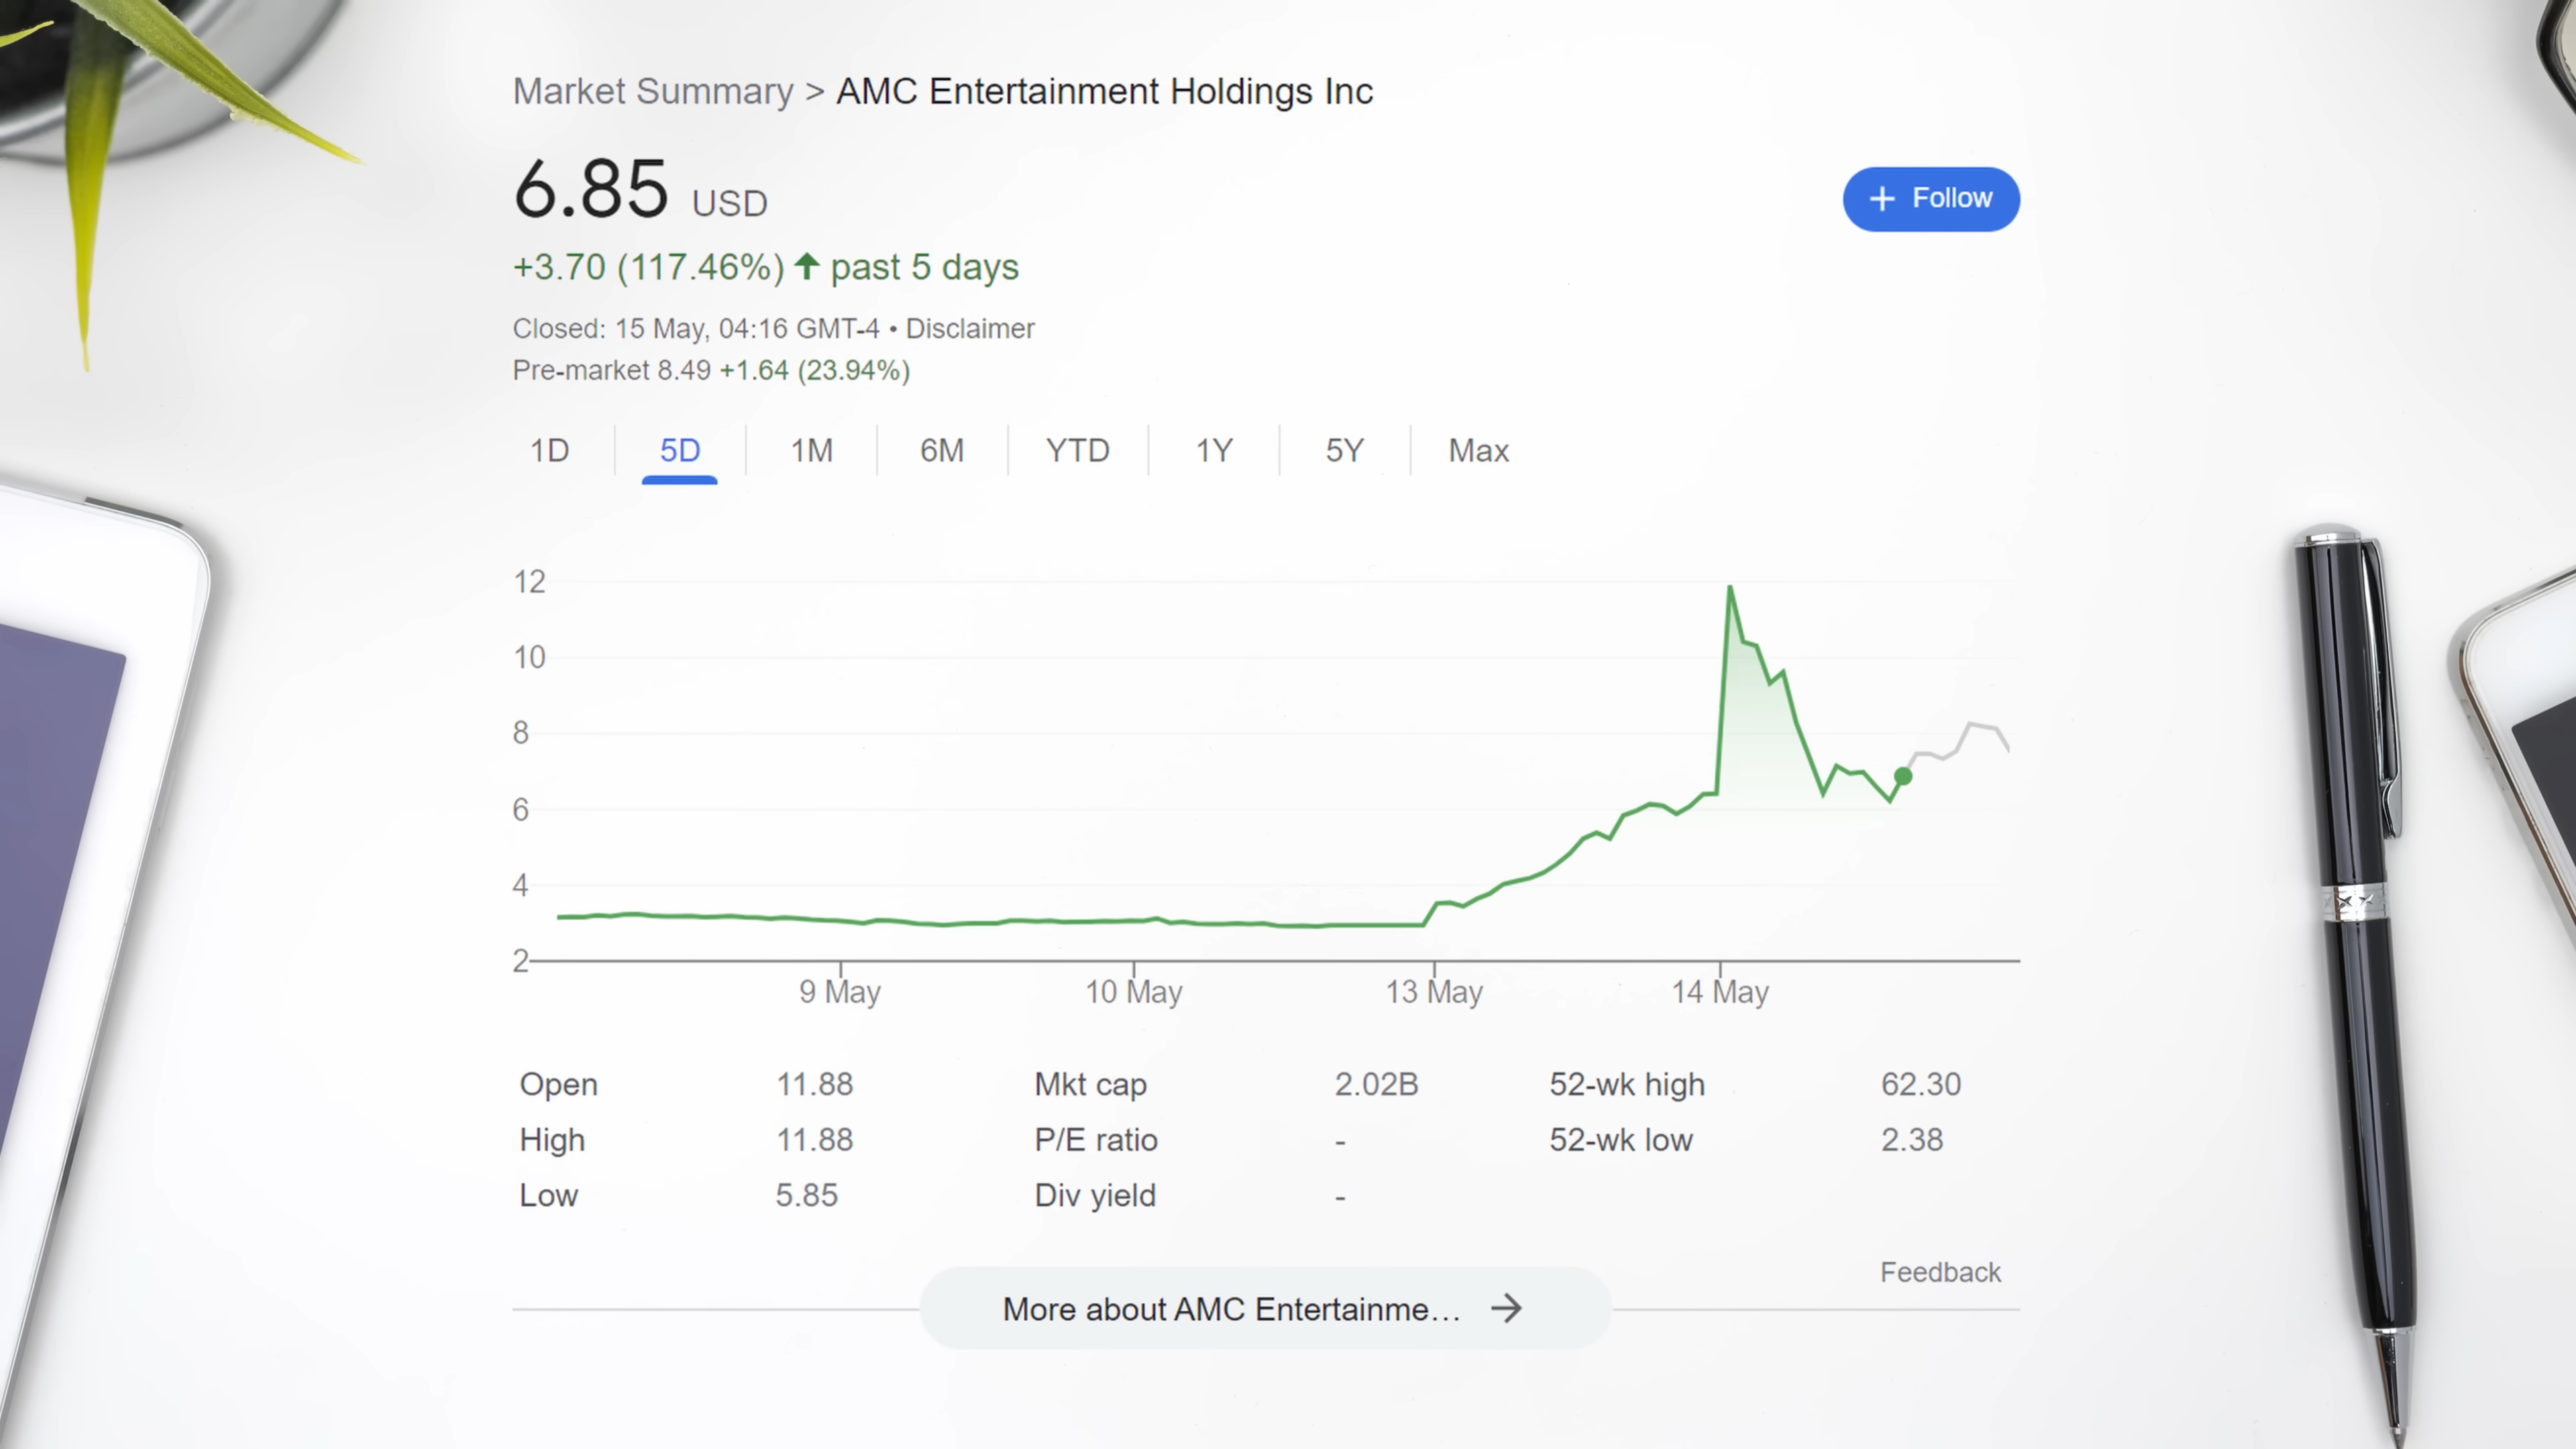 Market Summary > AMC Entertainment Holdings Inc
6.85 USD
+ Follow
+3.70 (117.46%) ↑ past 5 days
Closed: 15 May, 04:16 GMT-4 • Disclaimer
Pre-market 8.49 +1.64 (23.94%)
1D 5D 1M 6M YTD 1Y 5Y Max
12
10
8
6
4
2
9 May 10 May 13 May 14 May
Open 11.88 Mkt cap 2.02B 52-wk high 62.30
High 11.88 P/E ratio - 52-wk low 2.38
Low 5.85 Div yield -
Feedback
More about AMC Entertainme... →